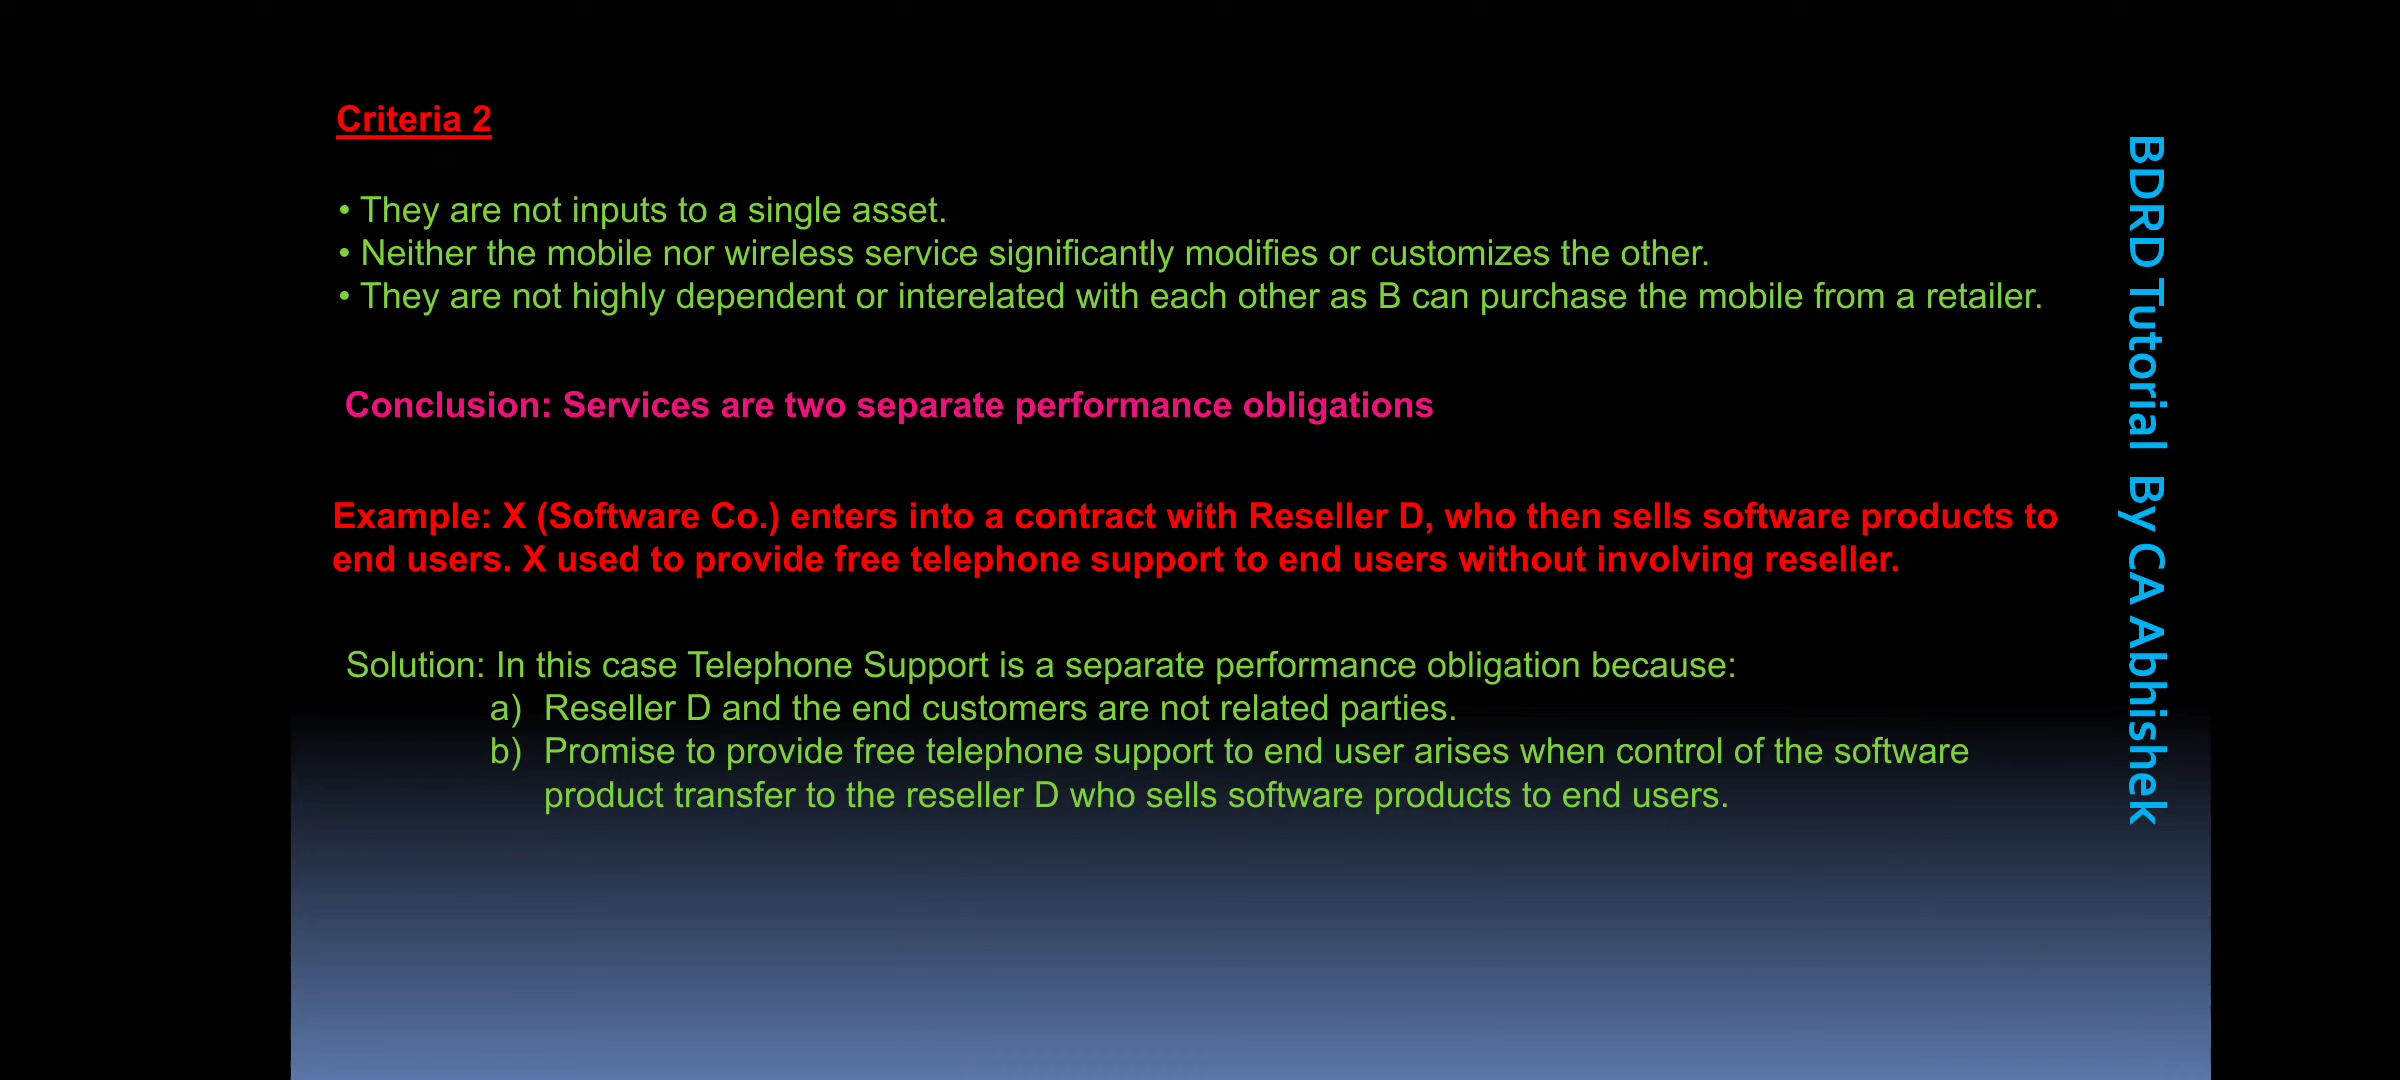 Criteria 2
• They are not inputs to a single asset.
• Neither the mobile nor wireless service significantly modifies or customizes the other.
• They are not highly dependent or interelated with each other as B can purchase the mobile from a retailer.
Conclusion: Services are two separate performance obligations
Example: X (Software Co.) enters into a contract with Reseller D, who then sells software products to
end users. X used to provide free telephone support to end users without involving reseller.
Solution: In this case Telephone Support is a separate performance obligation because:
a) Reseller D and the end customers are not related parties.
b) Promise to provide free telephone support to end user arises when control of the software
product transfer to the reseller D who sells software products to end users.
BDRD Tutorial By CA Abhishek